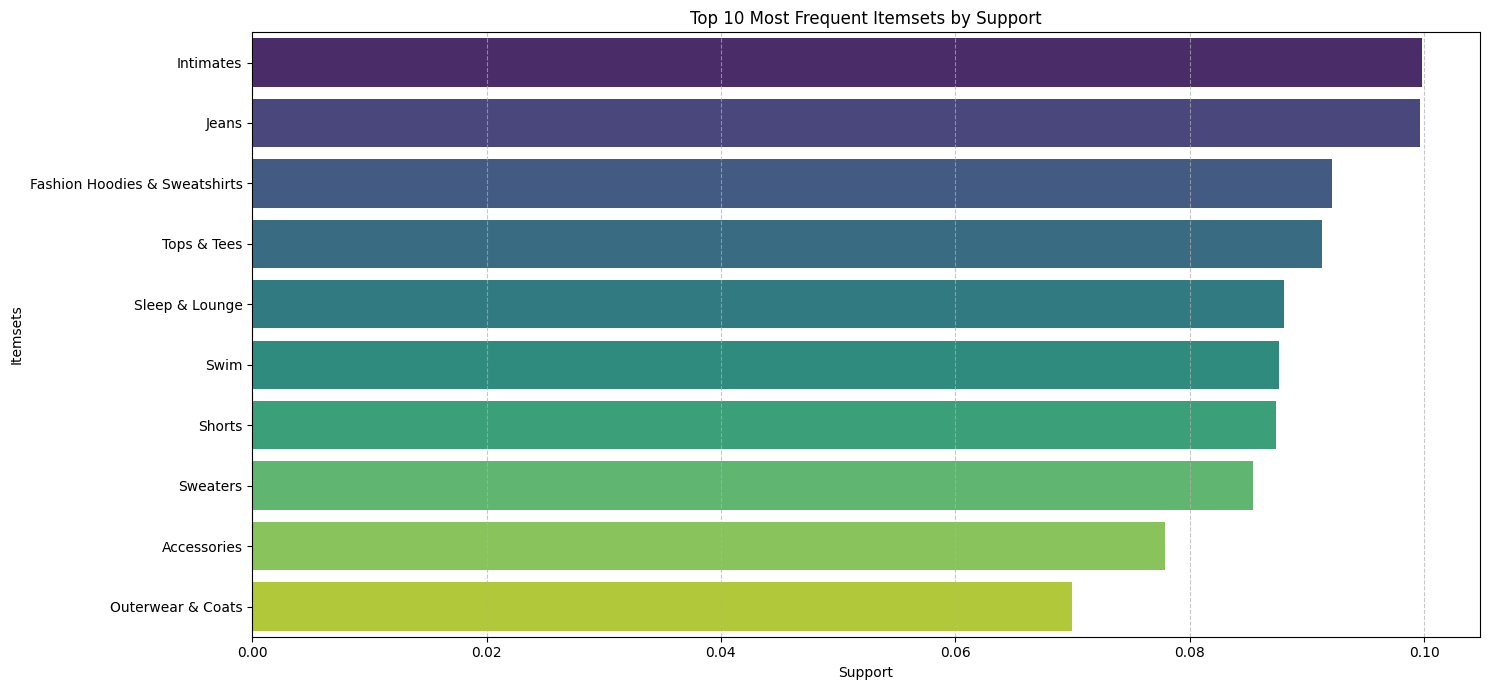 Top 10 Most Frequent Itemsets by Support
Itemsets
Intimates
Jeans
Fashion Hoodies & Sweatshirts
Tops & Tees
Sleep & Lounge
Swim
Shorts
Sweaters
Accessories
Outerwear & Coats
0.00 0.02 0.04 0.06 0.08 0.10
Support